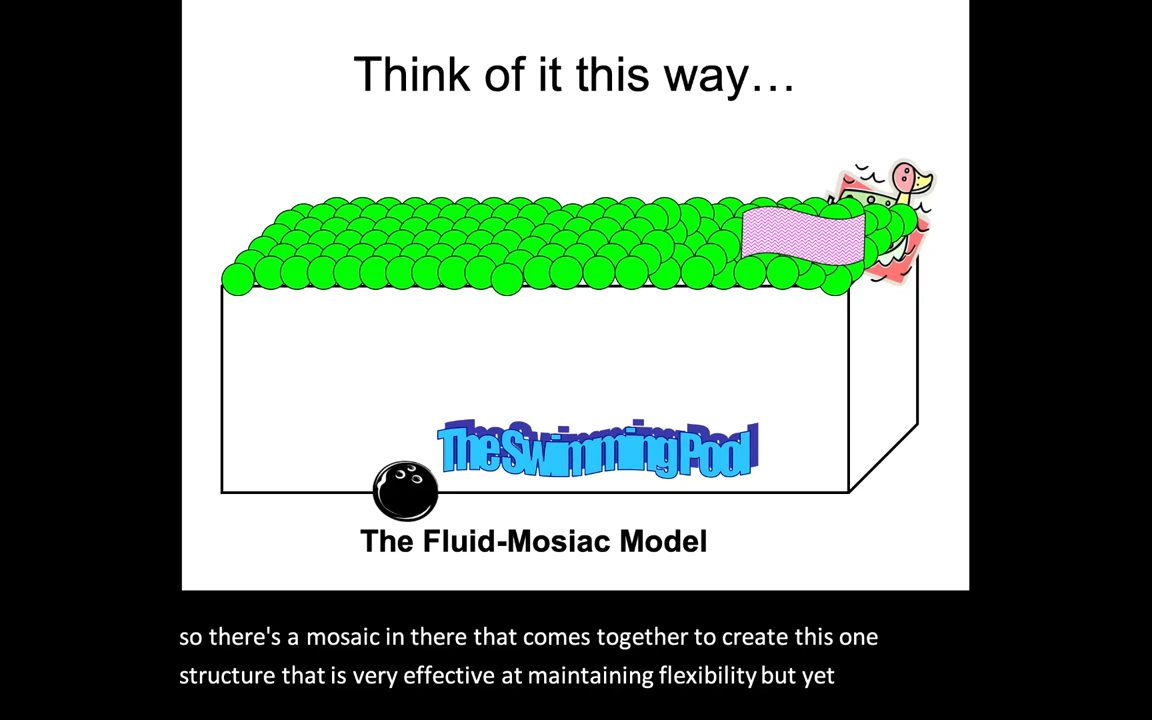 Think of it this way…
The Swimming Pool
The Fluid-Mosiac Model
so there's a mosaic in there that comes together to create this one
structure that is very effective at maintaining flexibility but yet